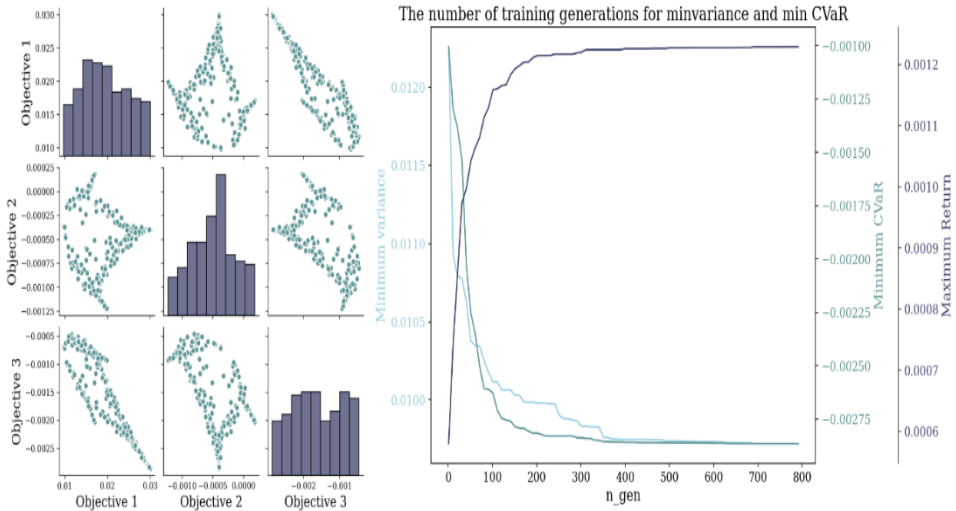 The number of training generations for minvariance and min CVaR
Objective 1
0.030
0.025
0.020
0.015
0.010
Objective 2
0.00025
0.00000
−0.00025
−0.00050
−0.00075
−0.00100
−0.00125
Objective 3
−0.0005
−0.0010
−0.0015
−0.0020
−0.0025
0.01 0.02 0.03
Objective 1
−0.0010 −0.0005 0.0000
Objective 2
−0.002 −0.001
Objective 3
Minimum variance
0.0120
0.0115
0.0110
0.0105
0.0100
0 100 200 300 400 500 600 700 800
n_gen
−0.00100
−0.00125
−0.00150
−0.00175
−0.00200
−0.00225
−0.00250
−0.00275
Minimum CVaR
0.0012
0.0011
0.0010
0.0009
0.0008
0.0007
0.0006
Maximum Return